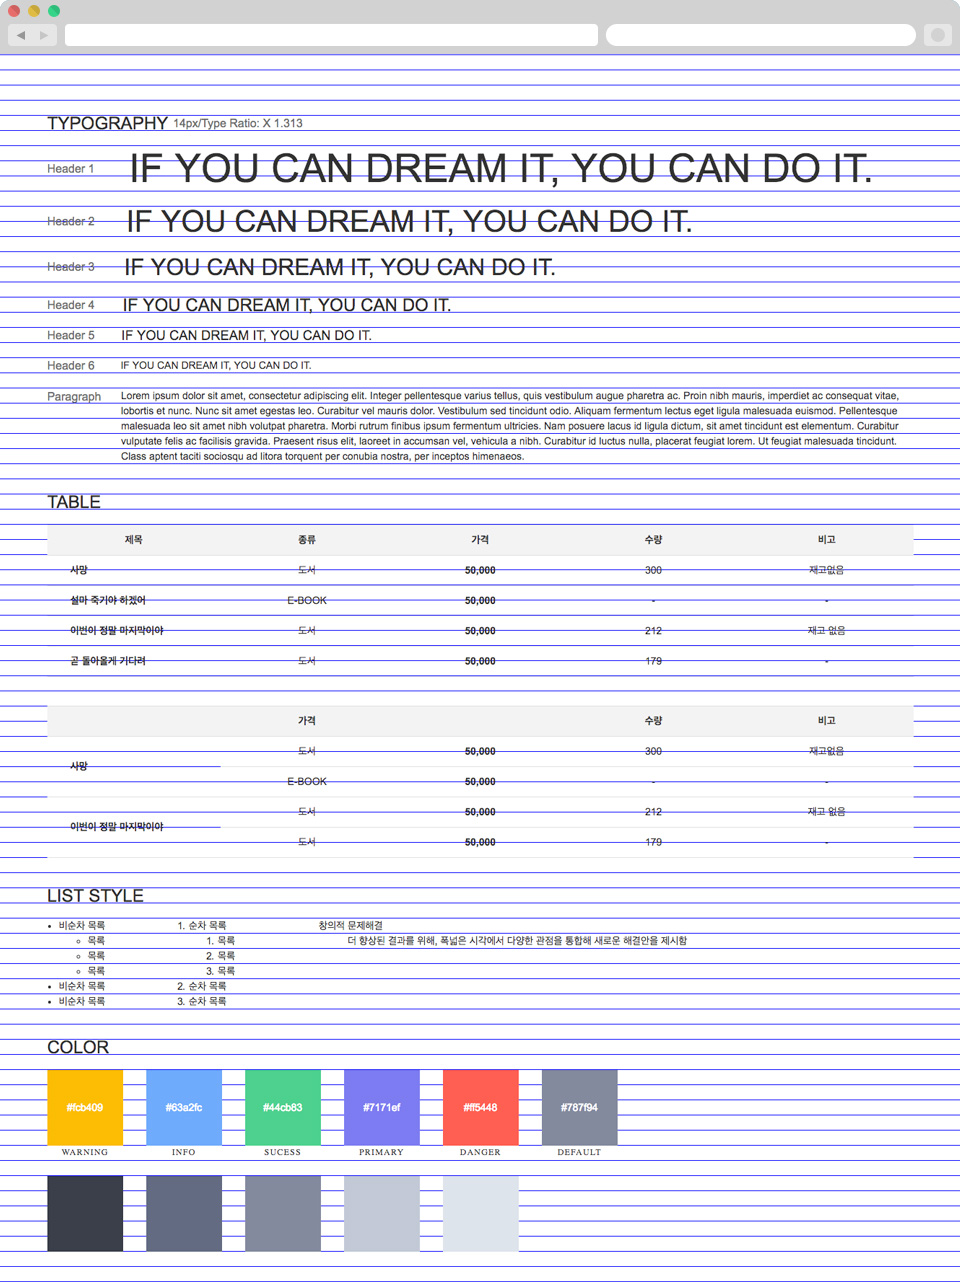 TYPOGRAPHY 14px/Type Ratio: X 1.313
Header 1 IF YOU CAN DREAM IT, YOU CAN DO IT.
Header 2 IF YOU CAN DREAM IT, YOU CAN DO IT.
Header 3 IF YOU CAN DREAM IT, YOU CAN DO IT.
Header 4 IF YOU CAN DREAM IT, YOU CAN DO IT.
Header 5 IF YOU CAN DREAM IT, YOU CAN DO IT.
Header 6 IF YOU CAN DREAM IT, YOU CAN DO IT.
Paragraph Lorem ipsum dolor sit amet, consectetur adipiscing elit. Integer pellentesque varius tellus, quis vestibulum augue pharetra ac. Proin nibh mauris, imperdiet ac consequat vitae,
lobortis et nunc. Nunc sit amet egestas leo. Curabitur vel mauris dolor. Vestibulum sed tincidunt odio. Aliquam fermentum lectus eget ligula malesuada euismod. Pellentesque
malesuada leo sit amet nibh volutpat pharetra. Morbi rutrum finibus ipsum fermentum ultricies. Nam posuere lacus id ligula dictum, sit amet tincidunt est elementum. Curabitur
vulputate felis ac facilisis gravida. Praesent risus elit, laoreet in accumsan vel, vehicula a nibh. Curabitur id luctus nulla, placerat feugiat lorem. Ut feugiat malesuada tincidunt.
Class aptent taciti sociosqu ad litora torquent per conubia nostra, per inceptos himenaeos.
TABLE
제목 종류 가격 수량 비고
사망 도서 50,000 300 재고없음
설마 죽기야 하겠어 E-BOOK 50,000 - -
이번이 정말 마지막이야 도서 50,000 212 재고 없음
곧 돌아올게 기다려 도서 50,000 179 -
가격 수량 비고
사망 도서 50,000 300 재고없음
E-BOOK 50,000 - -
이번이 정말 마지막이야 도서 50,000 212 재고 없음
도서 50,000 179 -
LIST STYLE
• 비순차 목록 1. 순차 목록 창의적 문제해결
◦ 목록 1. 목록 더 향상된 결과를 위해, 폭넓은 시각에서 다양한 관점을 통합해 새로운 해결안을 제시함
◦ 목록 2. 목록
◦ 목록 3. 목록
• 비순차 목록 2. 순차 목록
• 비순차 목록 3. 순차 목록
COLOR
#fcb409 #63a2fc #44cb83 #7171ef #ff5448 #787f94
WARNING INFO SUCESS PRIMARY DANGER DEFAULT